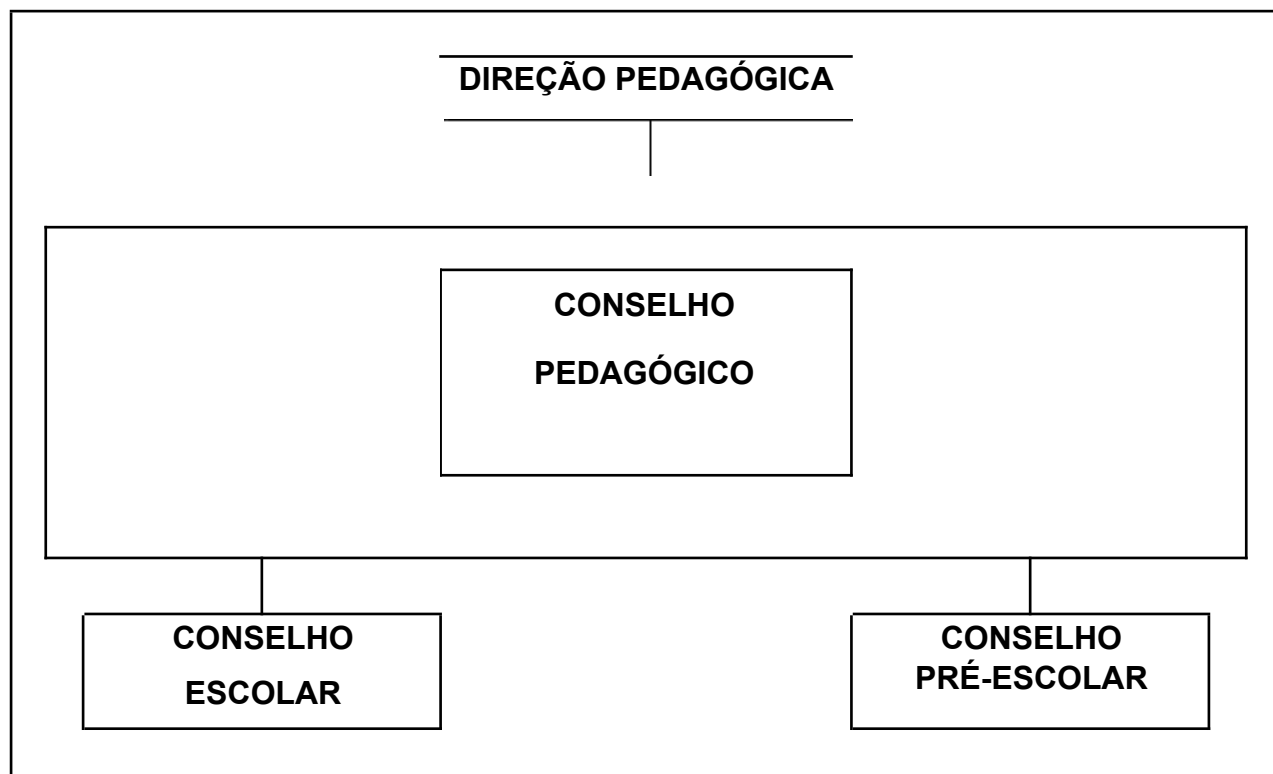 DIREÇÃO PEDAGÓGICA
CONSELHO
PEDAGÓGICO
CONSELHO
ESCOLAR
CONSELHO
PRÉ-ESCOLAR